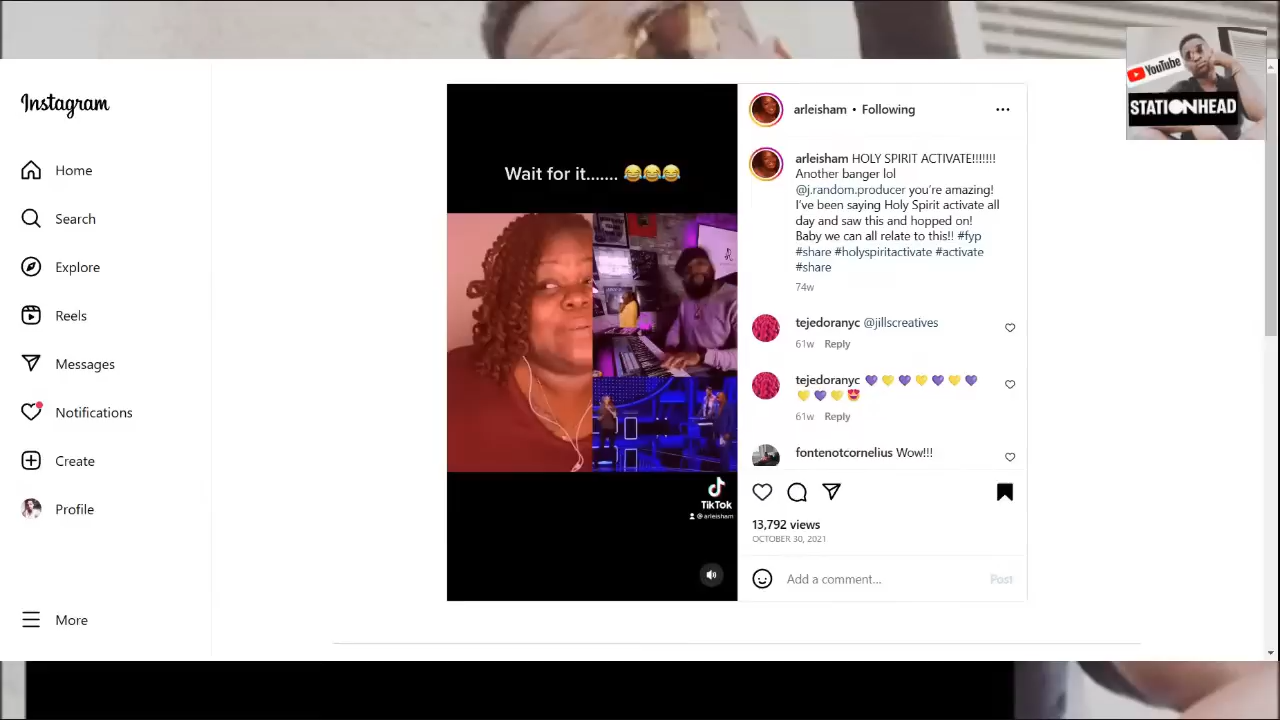 Instagram
Home
Search
Explore
Reels
Messages
Notifications
Create
Profile
More
Wait for it....... 😂😂😂
TikTok
@arleisham
arleisham • Following
arleisham HOLY SPIRIT ACTIVATE!!!!!!!
Another banger lol
@j.random.producer you’re amazing!
I’ve been saying Holy Spirit activate all
day and saw this and hopped on!
Baby we can all relate to this!! #fyp
#share #holyspiritactivate #activate
#share
74w
tejedoranyc @jillscreatives
61w Reply
tejedoranyc 💜💛💜💛💜💛💜
💛💜💛😍
61w Reply
fontenotcornelius Wow!!!
13,792 views
OCTOBER 30, 2021
Add a comment...
Post
YouTube
STATIONHEAD